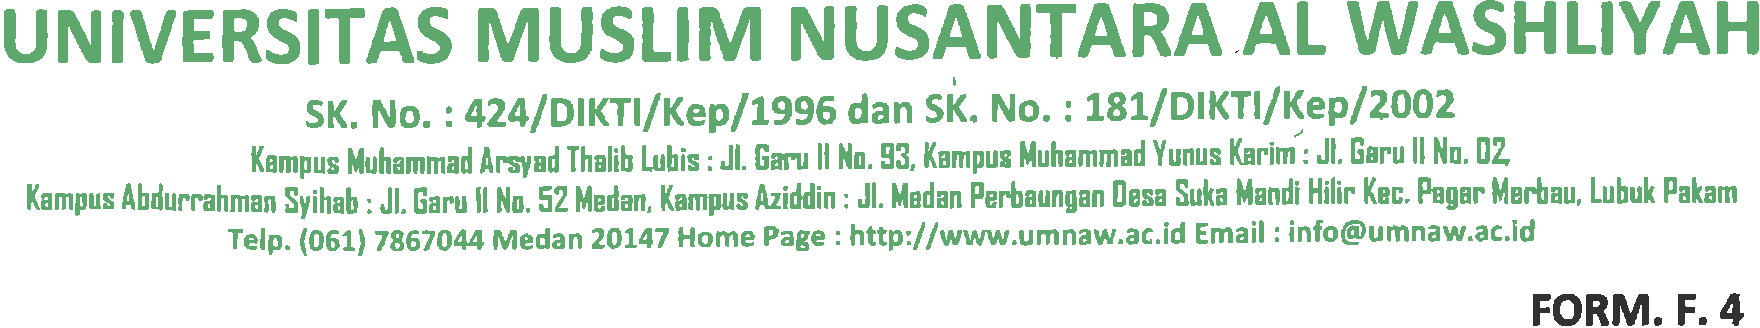 UNIVERSITAS MUSLIM NUSANTARA AL WASHLIYAH
SK. No. : 424/DIKTI/Kep/1996 dan SK. No. : 181/DIKTI/Kep/2002
Kampus Muhammad Arsyad Thalib Lubis : Jl. Garu II No. 93, Kampus Muhammad Yunus Karim : Jl. Garu II No. 02,
Kampus Abdurrahman Syihab : Jl. Garu II No. 52 Medan, Kampus Aziddin : Jl. Medan Perbaungan Desa Suka Mandi Hilir Kec. Pagar Merbau, Lubuk Pakam
Telp. (061) 7867044 Medan 20147 Home Page : http://www.umnaw.ac.id Email : info@umnaw.ac.id
FORM. F. 4